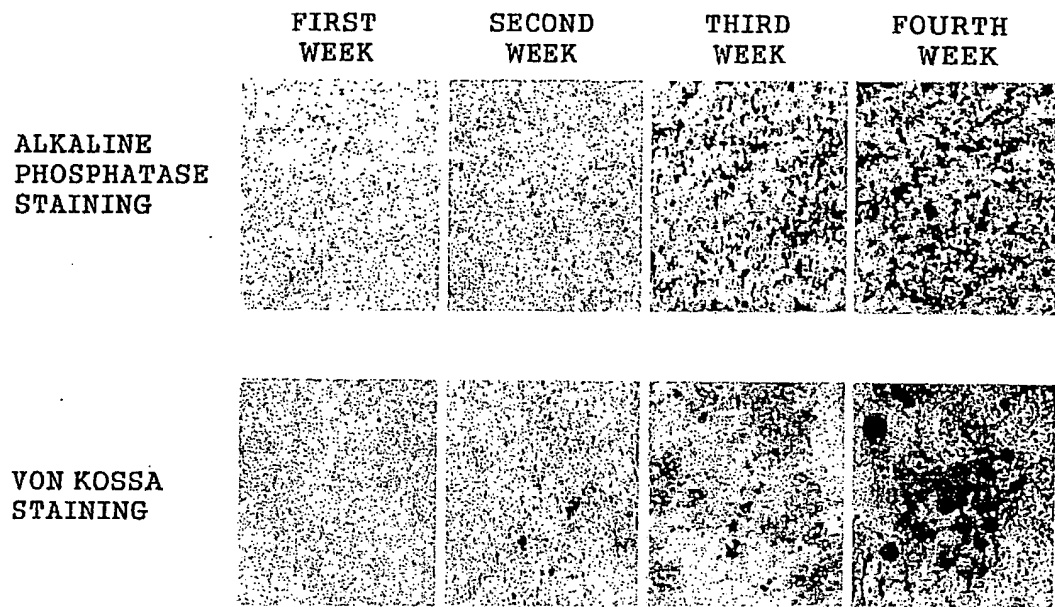 FIRST WEEK
SECOND WEEK
THIRD WEEK
FOURTH WEEK
ALKALINE
PHOSPHATASE
STAINING
VON KOSSA
STAINING